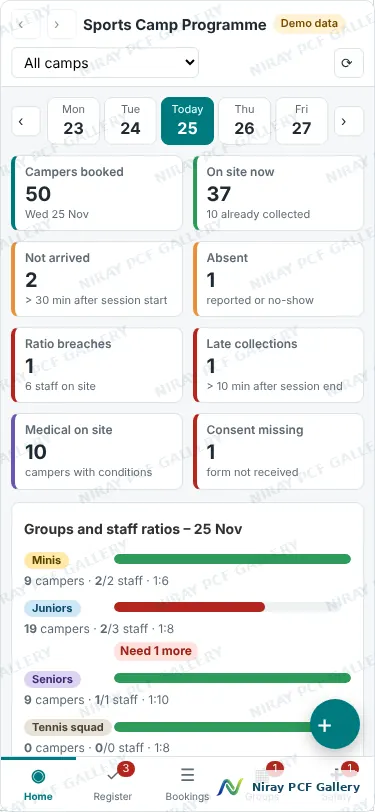 Sports Camp Programme Demo data
All camps
Mon Tue Today Thu Fri
23 24 25 26 27
Campers booked
50
Wed 25 Nov
On site now
37
10 already collected
Not arrived
2
> 30 min after session start
Absent
1
reported or no-show
Ratio breaches
1
6 staff on site
Late collections
1
> 10 min after session end
Medical on site
10
campers with conditions
Consent missing
1
form not received
Groups and staff ratios – 25 Nov
Minis
9 campers · 2/2 staff · 1:6
Juniors
19 campers · 2/3 staff · 1:8
Need 1 more
Seniors
9 campers · 1/1 staff · 1:10
Tennis squad
0 campers · 0/0 staff · 1:8
3 1 1
Home Register Bookings
Niray PCF Gallery
NIRAY PCF GALLERY